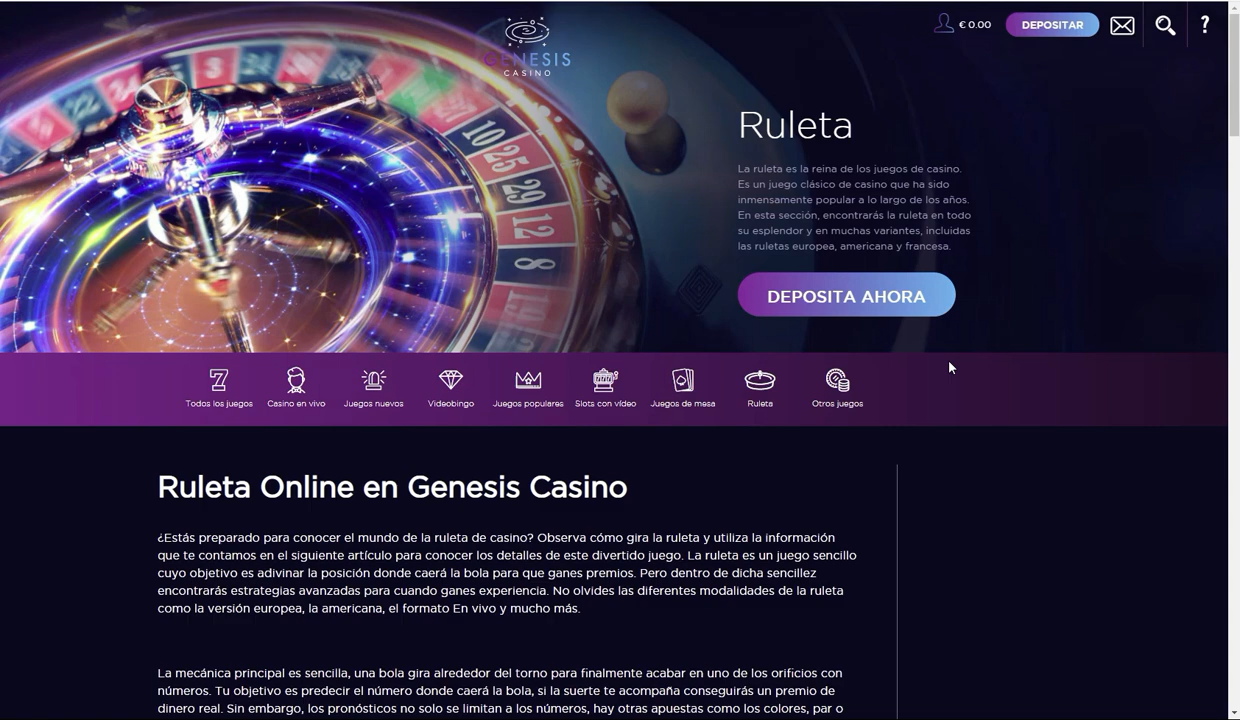 GENESIS
CASINO
€ 0.00
DEPOSITAR
?
10
25
29
12
8
19
Ruleta
La ruleta es la reina de los juegos de casino.
Es un juego clásico de casino que ha sido
inmensamente popular a lo largo de los años.
En esta sección, encontrarás la ruleta en todo
su esplendor y en muchas variantes, incluidas
las ruletas europea, americana y francesa.
DEPOSITA AHORA
7
Todos los juegos
Casino en vivo
Juegos nuevos
Videobingo
Juegos populares
Slots con vídeo
Juegos de mesa
Ruleta
Otros juegos
Ruleta Online en Genesis Casino
¿Estás preparado para conocer el mundo de la ruleta de casino? Observa cómo gira la ruleta y utiliza la información
que te contamos en el siguiente artículo para conocer los detalles de este divertido juego. La ruleta es un juego sencillo
cuyo objetivo es adivinar la posición donde caerá la bola para que ganes premios. Pero dentro de dicha sencillez
encontrarás estrategias avanzadas para cuando ganes experiencia. No olvides las diferentes modalidades de la ruleta
como la versión europea, la americana, el formato En vivo y mucho más.
La mecánica principal es sencilla, una bola gira alrededor del torno para finalmente acabar en uno de los orificios con
números. Tu objetivo es predecir el número donde caerá la bola, si la suerte te acompaña conseguirás un premio de
dinero real. Sin embargo, los pronósticos no solo se limitan a los números, hay otras apuestas como los colores, par o